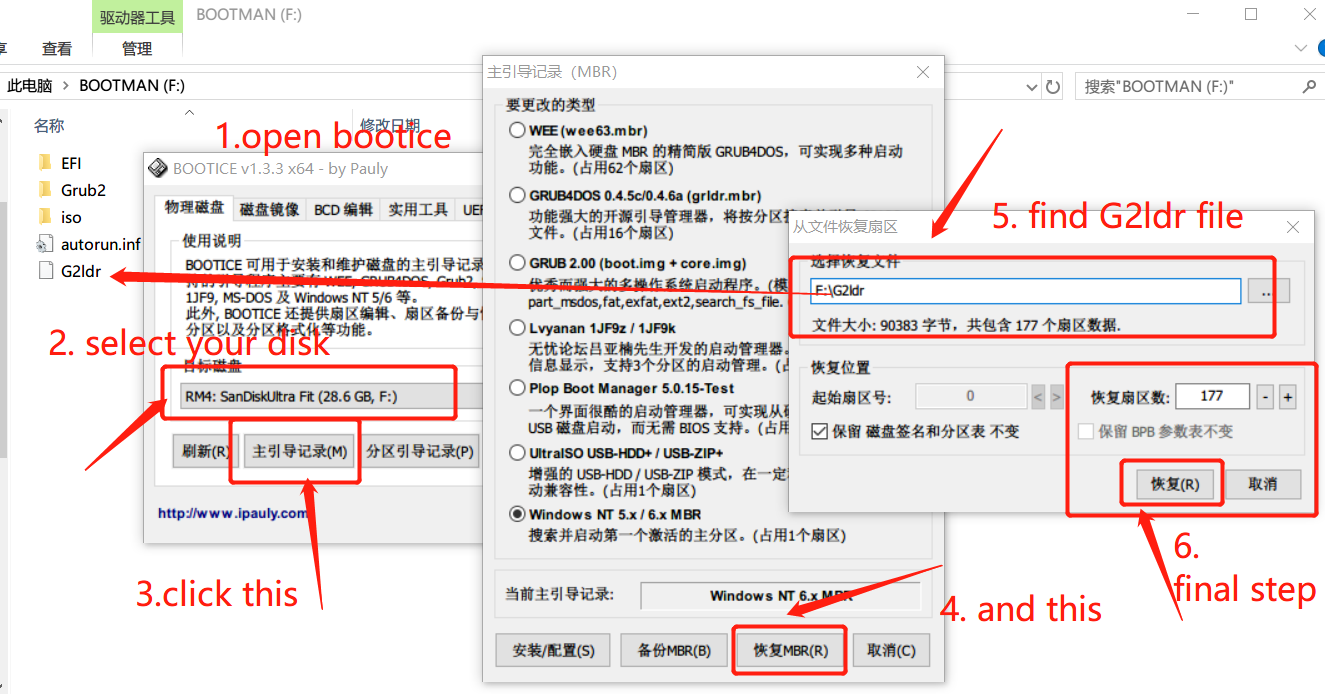 驱动器工具
BOOTMAN (F:)
查看
管理
此电脑 > BOOTMAN (F:)
搜索"BOOTMAN (F:)"
名称
修改日期
EFI
Grub2
iso
autorun.inf
G2ldr
1.open bootice
BOOTICE v1.3.3 x64 - by Pauly
物理磁盘
磁盘镜像
BCD 编辑
实用工具
使用说明
BOOTICE 可用于安装和维护磁盘的主引导记录
1JF9, MS-DOS 及 Windows NT 5/6 等。
此外, BOOTICE 还提供扇区编辑、扇区备份与
分区以及分区格式化等功能。
2. select your disk
目标磁盘
RM4: SanDiskUltra Fit (28.6 GB, F:)
刷新(R)
主引导记录(M)
分区引导记录(P)
http://www.ipauly.com
3.click this
主引导记录（MBR）
要更改的类型
WEE (wee63.mbr)
完全嵌入硬盘 MBR 的精简版 GRUB4DOS，可实现多种启动
功能。(占用62个扇区)
GRUB4DOS 0.4.5c/0.4.6a (grldr.mbr)
功能强大的开源引导管理器，将按分区
文件。(占用16个扇区)
GRUB 2.00 (boot.img + core.img)
优秀而强大的多操作系统启动程序。(模
part_msdos,fat,exfat,ext2,search_fs_file.
Lvyanan 1JF9z / 1JF9k
无忧论坛吕亚楠先生开发的启动管理器。
信息显示，支持3个分区的启动管理。
Plop Boot Manager 5.0.15-Test
一个界面很酷的启动管理器，可实现从
USB 磁盘启动，而无需 BIOS 支持。
UltraISO USB-HDD+ / USB-ZIP+
增强的 USB-HDD / USB-ZIP 模式，在一定
动兼容性。(占用1个扇区)
Windows NT 5.x / 6.x MBR
搜索并启动第一个激活的主分区。(占用1个扇区)
当前主引导记录:
Windows NT 6.x MBR
安装/配置(S)
备份MBR(B)
恢复MBR(R)
取消(C)
4. and this
5. find G2ldr file
从文件恢复扇区
选择恢复文件
F:\G2ldr
...
文件大小: 90383 字节，共包含 177 个扇区数据.
恢复位置
起始扇区号:
0
<
>
恢复扇区数:
177
-
+
保留 磁盘签名和分区表 不变
保留 BPB 参数表不变
恢复(R)
取消
6.
final step